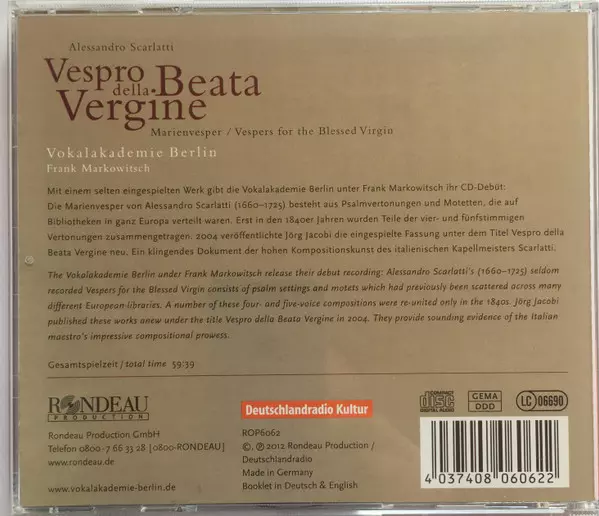 Alessandro Scarlatti
Vespro della Beata
Vergine
Marienvesper / Vespers for the Blessed Virgin
Vokalakademie Berlin
Frank Markowitsch
Mit einem selten eingespielten Werk gibt die Vokalakademie Berlin unter Frank Markowitsch ihr CD-Debüt:
Die Marienvesper von Alessandro Scarlatti (1660–1725) besteht aus Psalmvertonungen und Motetten, die auf
Bibliotheken in ganz Europa verteilt waren. Erst in den 1840er Jahren wurden Teile der vier- und fünfstimmigen
Vertonungen zusammengetragen. 2004 veröffentlichte Jörg Jacobi die eingespielte Fassung unter dem Titel Vespro della
Beata Vergine neu. Ein klingendes Dokument der hohen Kompositionskunst des italienischen Kapellmeisters Scarlatti.
The Vokalakademie Berlin under Frank Markowitsch release their debut recording: Alessandro Scarlatti's (1660–1725) seldom
recorded Vespers for the Blessed Virgin consists of psalm settings and motets which had previously been scattered across many
different European-libraries. A number of these four- and five-voice compositions were re-united only in the 1840s. Jörg Jacobi
published these works anew under the title Vespro della Beata Vergine in 2004. They provide sounding evidence of the Italian
maestro's impressive compositional prowess.
Gesamtspielzeit / total time 59:39
RONDEAU
PRODUCTION
Rondeau Production GmbH
Telefon 0800-7 66 33 28 [0800-RONDEAU]
www.rondeau.de
www.vokalakademie-berlin.de
Deutschlandradio Kultur
ROP6062
©, ℗ 2012 Rondeau Production /
Deutschlandradio
Made in Germany
Booklet in Deutsch & English
COMPACT
disc
DIGITAL AUDIO
GEMA
DDD
LC 06690
4 037408 060622